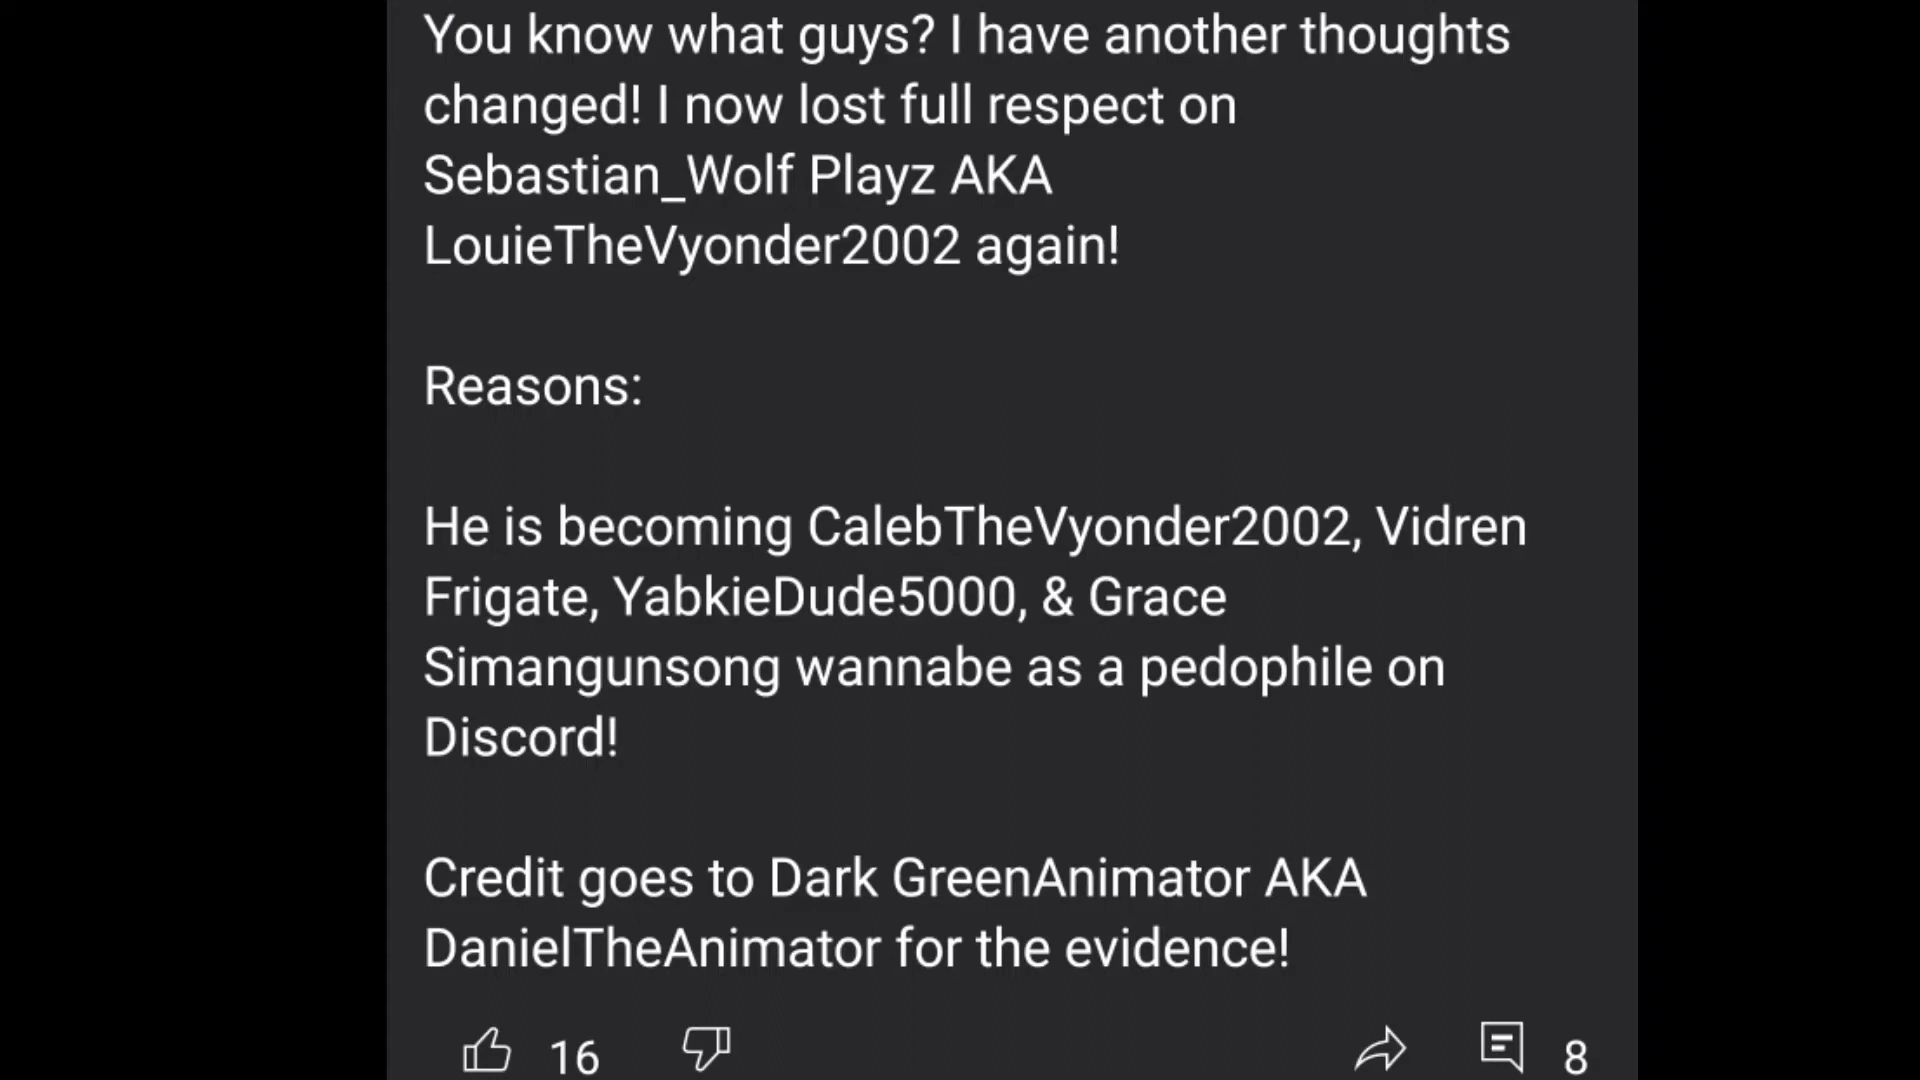 You know what guys? I have another thoughts
changed! I now lost full respect on
Sebastian_Wolf Playz AKA
LouieTheVyonder2002 again!
Reasons:
He is becoming CalebTheVyonder2002, Vidren
Frigate, YabkieDude5000, & Grace
Simangunsong wannabe as a pedophile on
Discord!
Credit goes to Dark GreenAnimator AKA
DanielTheAnimator for the evidence!
16 8